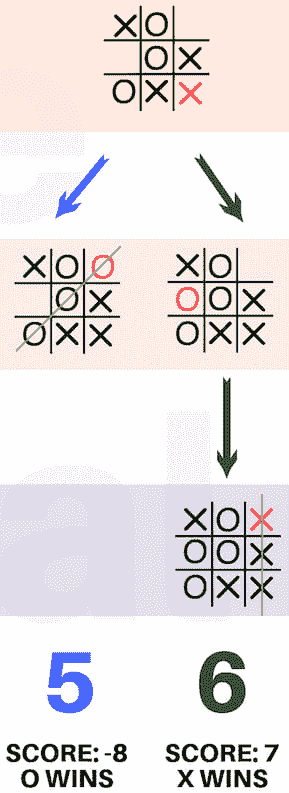 X O
O X
O X X
X O O
O X
O X X
X O
O O X
O X X
X O X
O O X
O X X
5
6
SCORE: -8
O WINS
SCORE: 7
X WINS